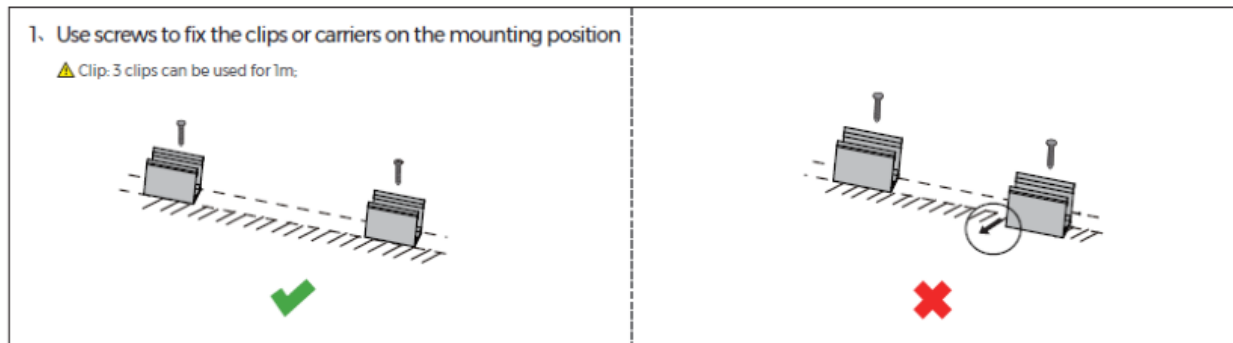 1、 Use screws to fix the clips or carriers on the mounting position
Clip: 3 clips can be used for 1m;